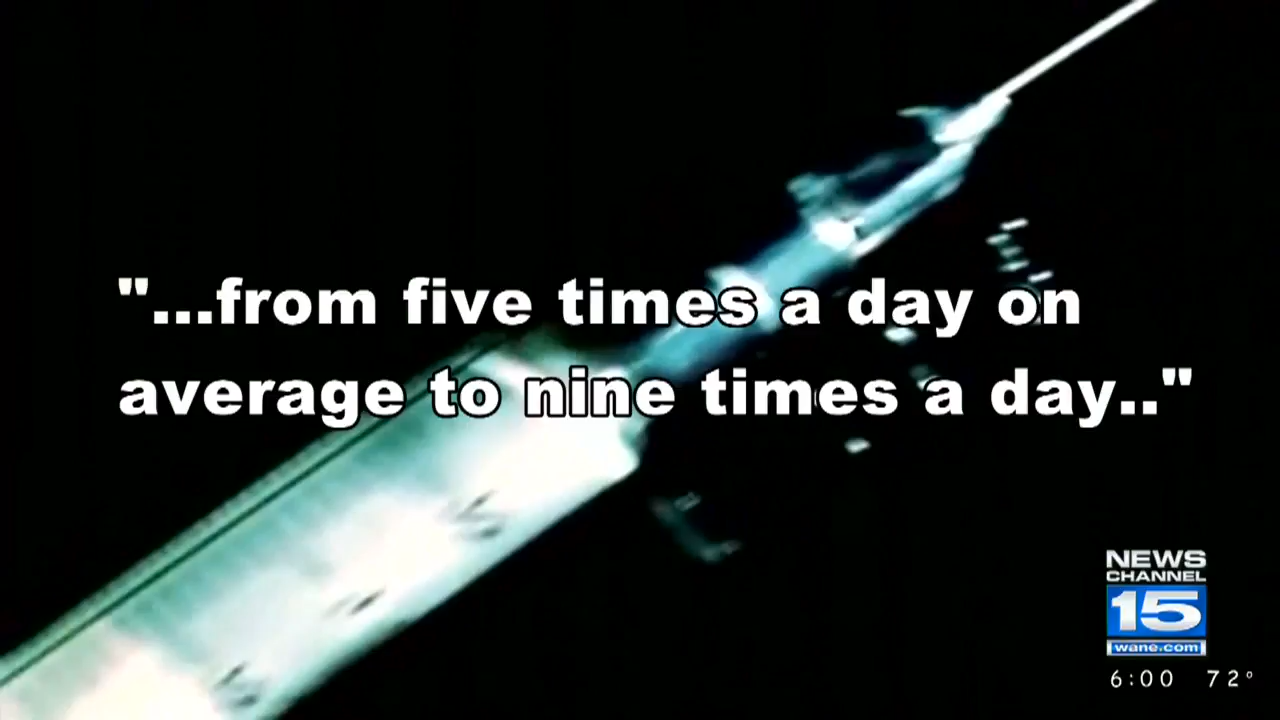 "...from five times a day on
average to nine times a day.."
NEWS
CHANNEL
15
wane.com
6:00 72°